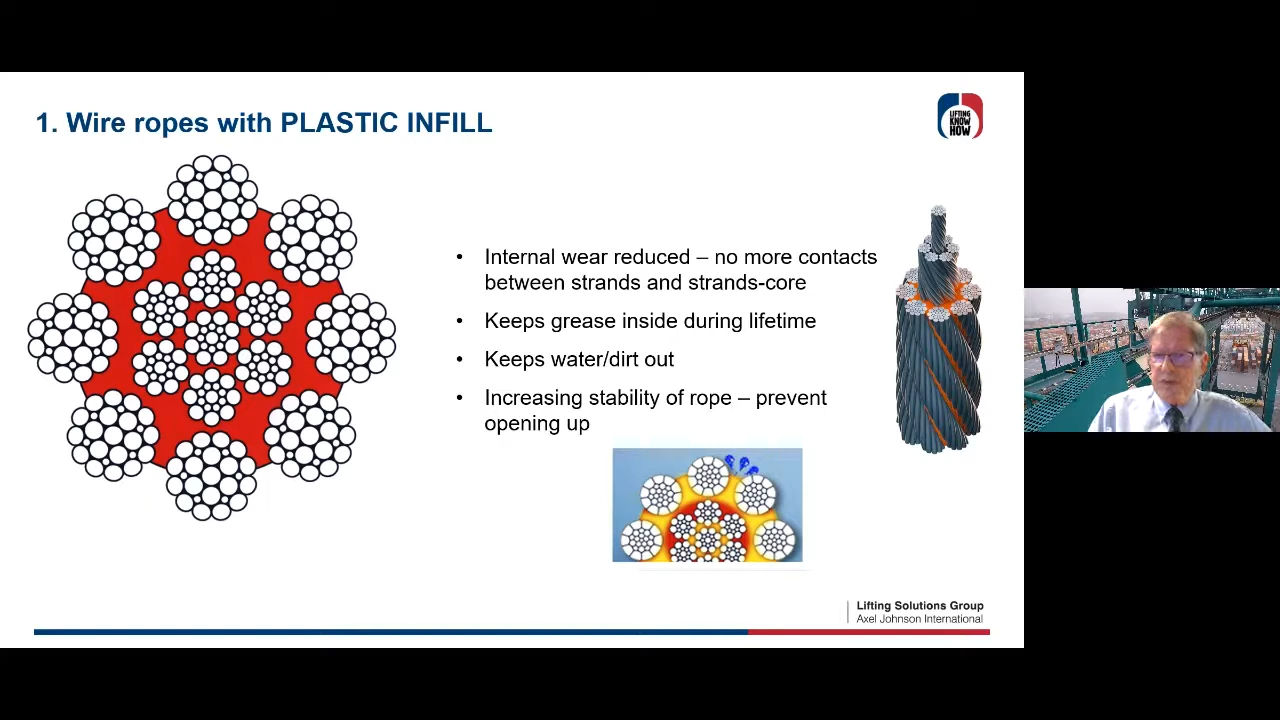 1. Wire ropes with PLASTIC INFILL
LIFTING
KNOW
HOW
• Internal wear reduced – no more contacts
between strands and strands-core
• Keeps grease inside during lifetime
• Keeps water/dirt out
• Increasing stability of rope – prevent
opening up
Lifting Solutions Group
Axel Johnson International